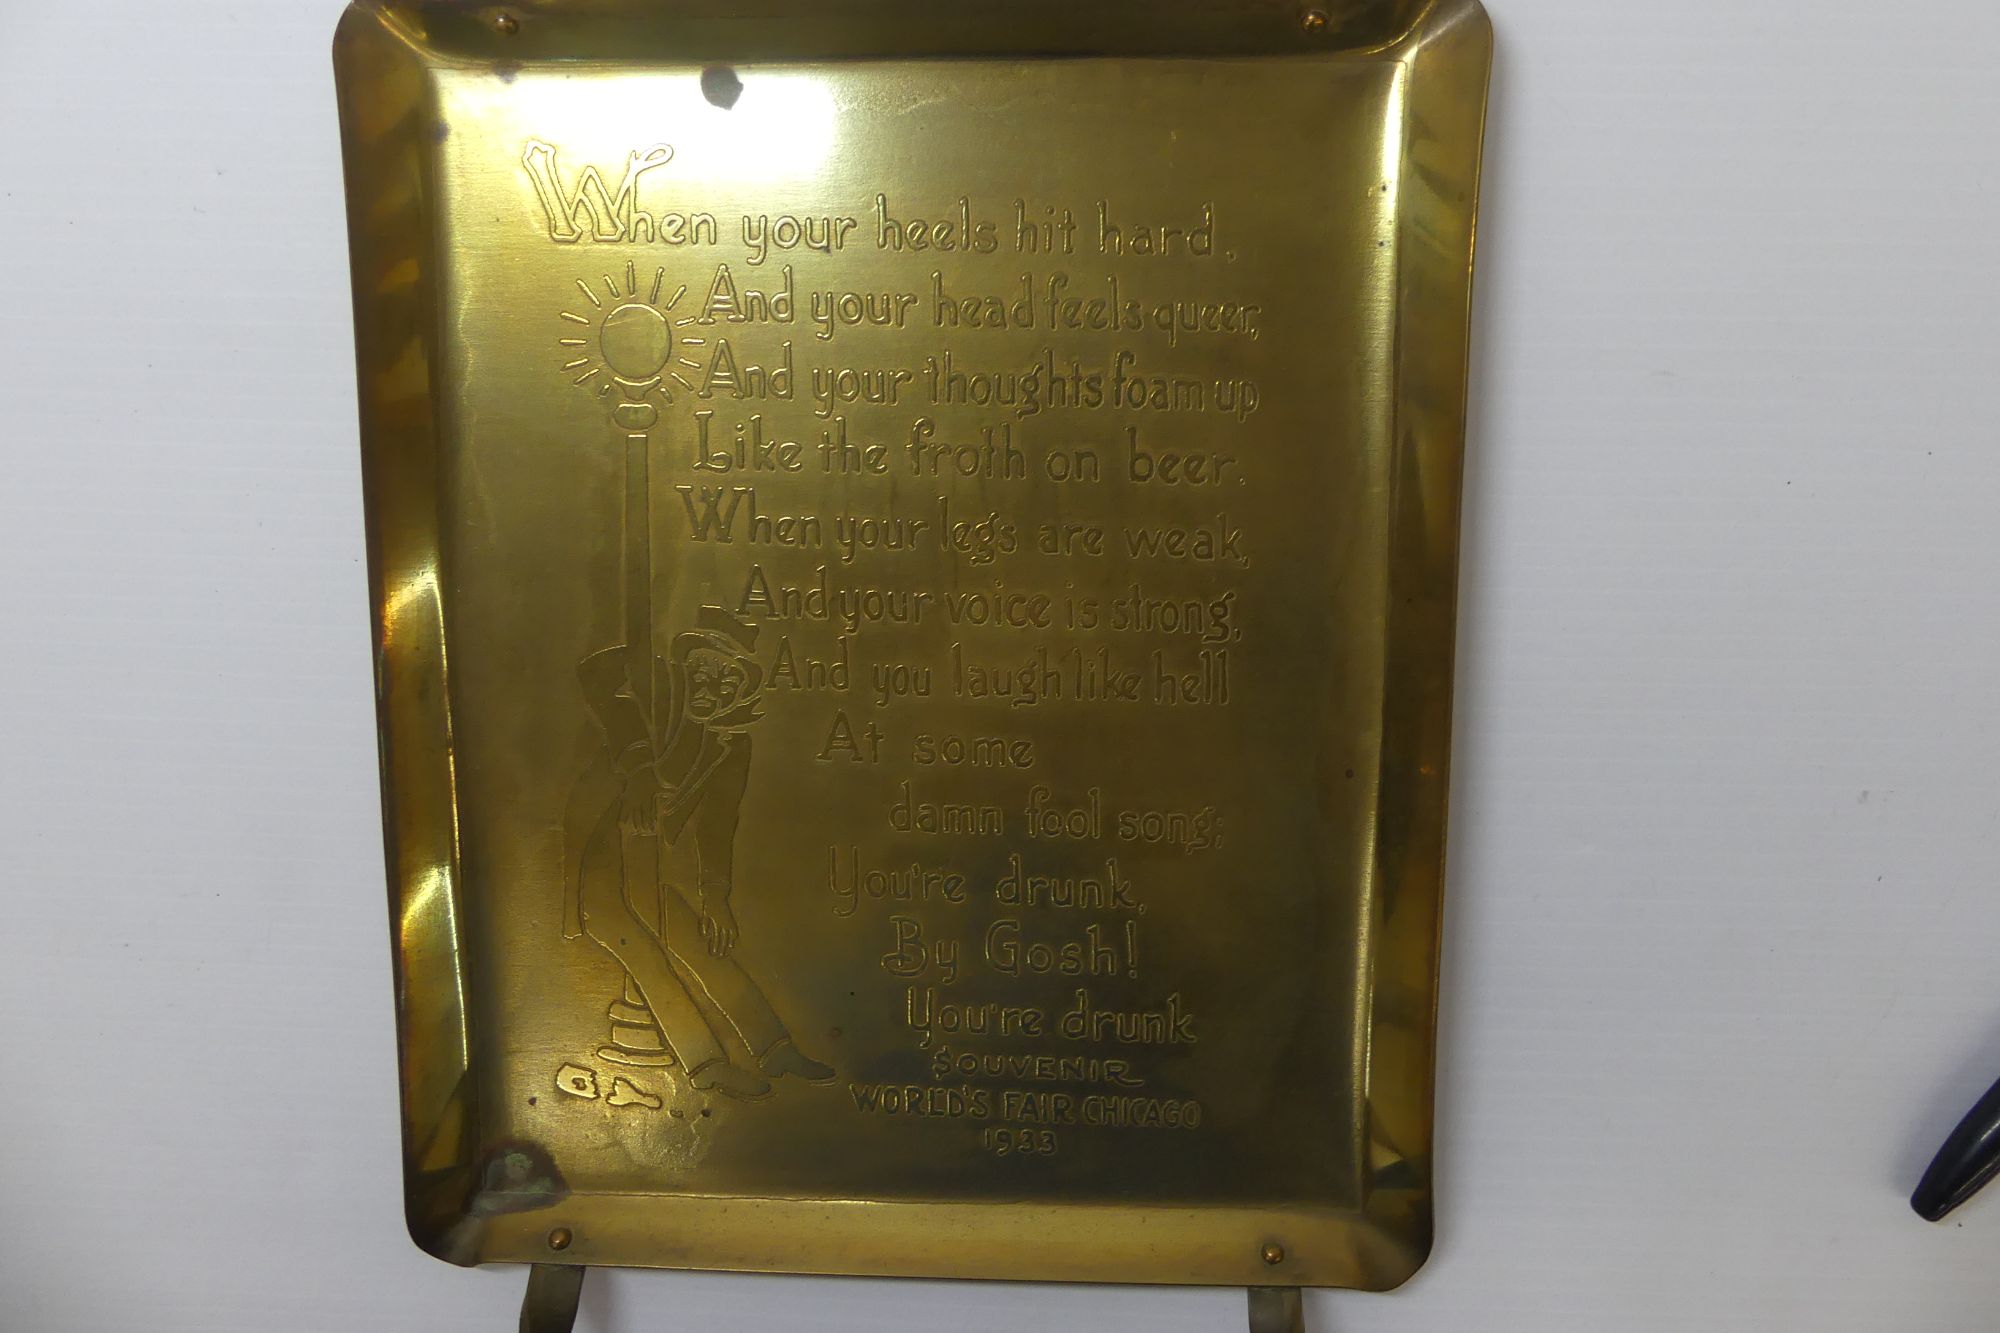 When your heels hit hard,
And your head feels queer,
And your thoughts foam up
Like the froth on beer.
When your legs are weak,
And your voice is strong,
And you laugh like hell
At some
damn fool song;
You're drunk,
By Gosh!
You're drunk
SOUVENIR
WORLD'S FAIR CHICAGO
1933